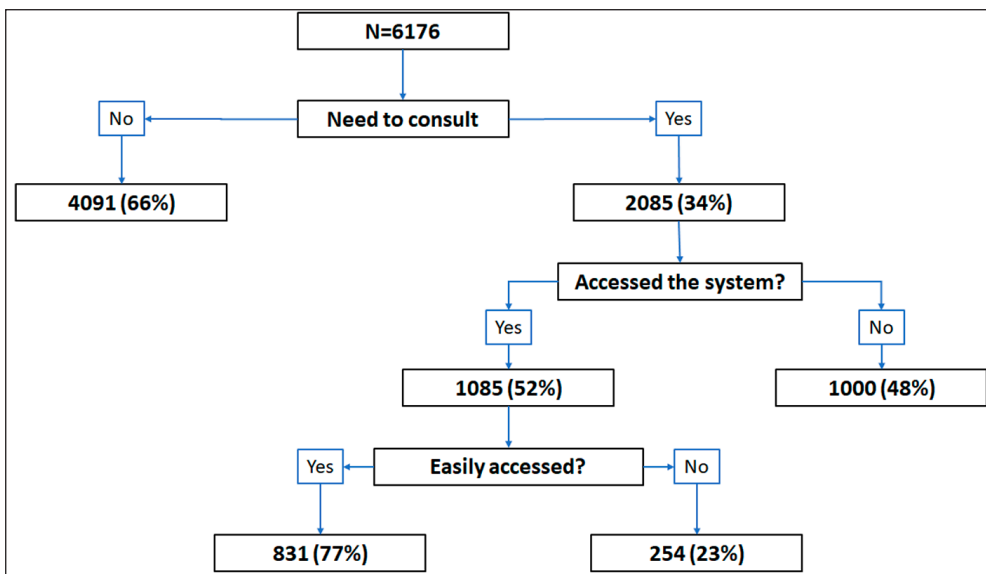 N=6176
No
Need to consult
Yes
4091 (66%)
2085 (34%)
Accessed the system?
Yes
No
1085 (52%)
1000 (48%)
Yes
Easily accessed?
No
831 (77%)
254 (23%)